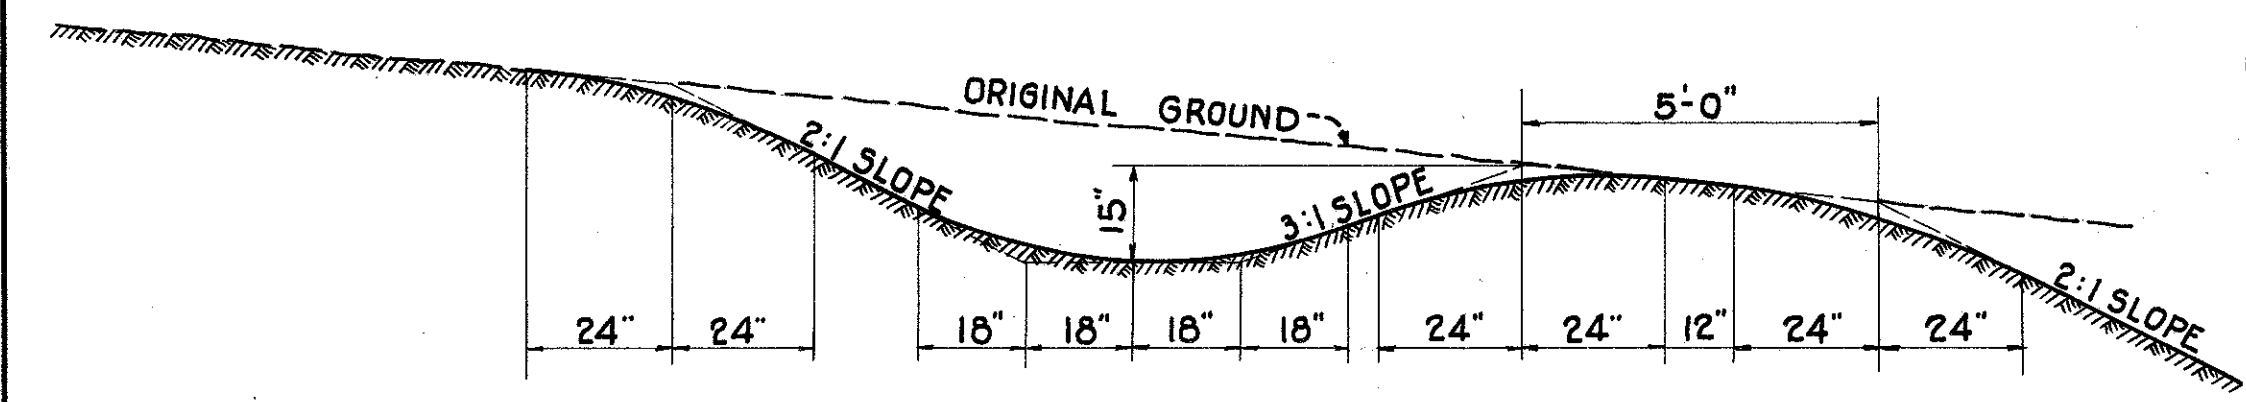 ORIGINAL GROUND
5'-0"
2:1 SLOPE
15"
3:1 SLOPE
2:1 SLOPE
24" 24" 18" 18" 18" 18" 24" 24" 12" 24" 24"